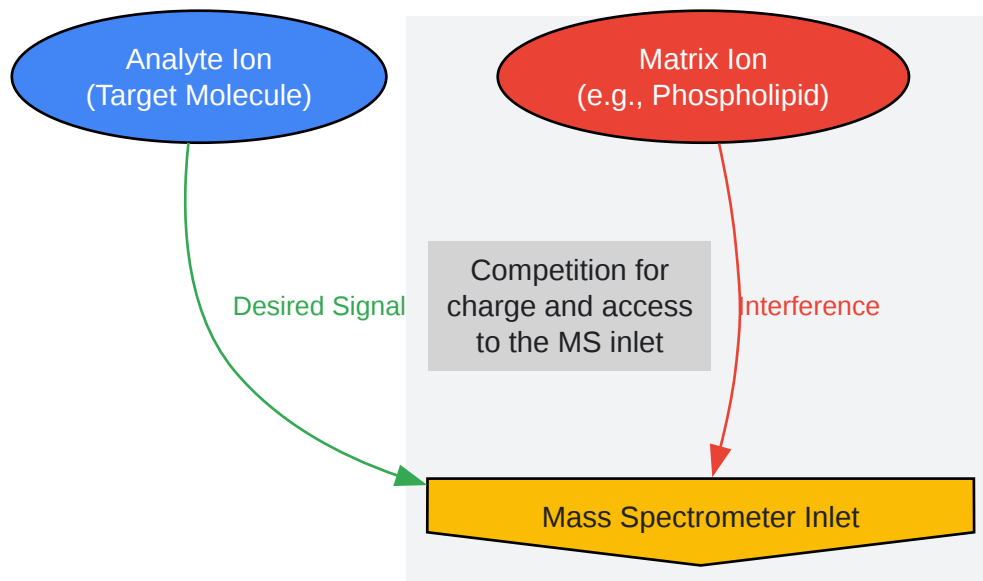 Analyte Ion
(Target Molecule)
Matrix Ion
(e.g., Phospholipid)
Desired Signal
Competition for
charge and access
to the MS inlet
Interference
Mass Spectrometer Inlet